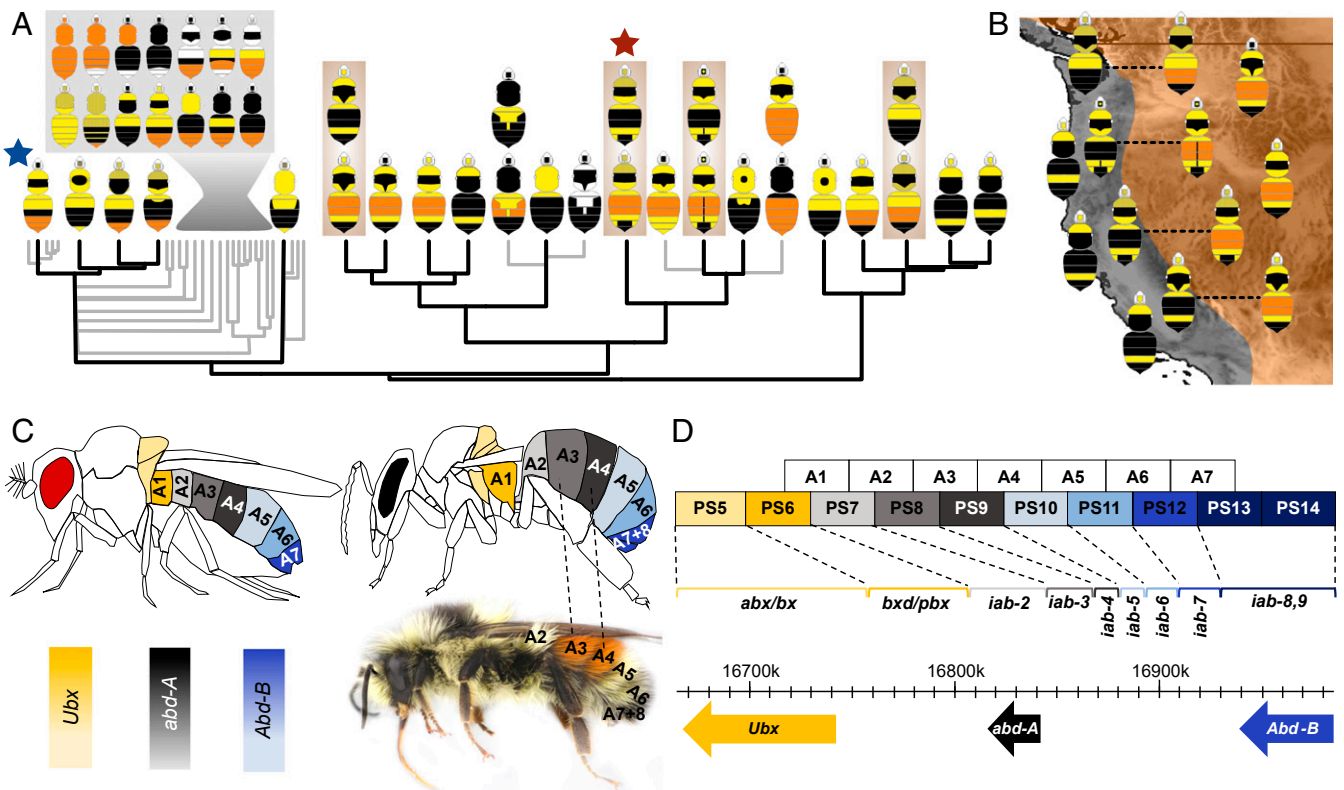 A
B
C
A1
A2
A3
A4
A5
A6
A7
A1
A2
A3
A4
A5
A6
A7+8
A2
A3
A4
A5
A6
A7+8
Ubx
abd-A
Abd-B
D
A1 A2 A3 A4 A5 A6 A7
PS5 PS6 PS7 PS8 PS9 PS10 PS11 PS12 PS13 PS14
abx/bx bxd/pbx iab-2 iab-3 iab-4 iab-5 iab-6 iab-7 iab-8,9
16700k 16800k 16900k
Ubx abd-A Abd-B